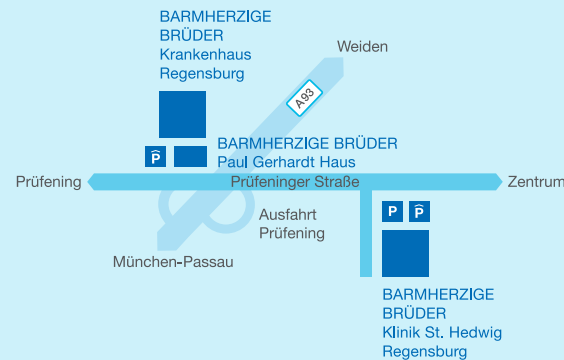 BARMHERZIGE
BRÜDER
Krankenhaus
Regensburg
Weiden
A93
BARMHERZIGE BRÜDER
Paul Gerhardt Haus
P
Prüfening
Prüfeninger Straße
Zentrum
Ausfahrt
Prüfening
P P
München-Passau
BARMHERZIGE
BRÜDER
Klinik St. Hedwig
Regensburg